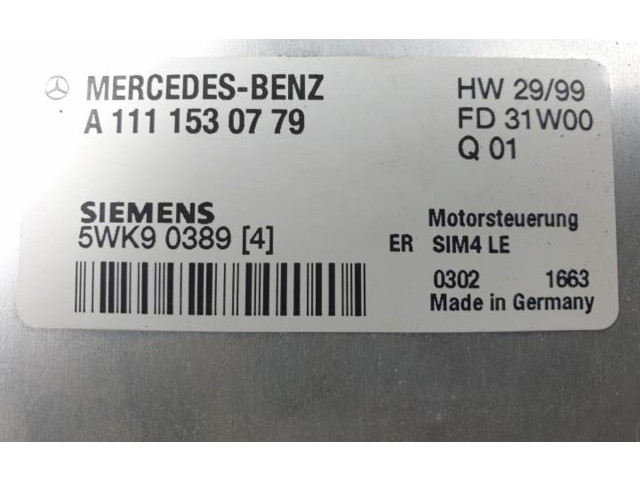 MERCEDES-BENZ
A 111 153 07 79
HW 29/99
FD 31W00
Q 01
SIEMENS
5WK9 0389 [4]
Motorsteuerung
ER SIM4 LE
0302 1663
Made in Germany